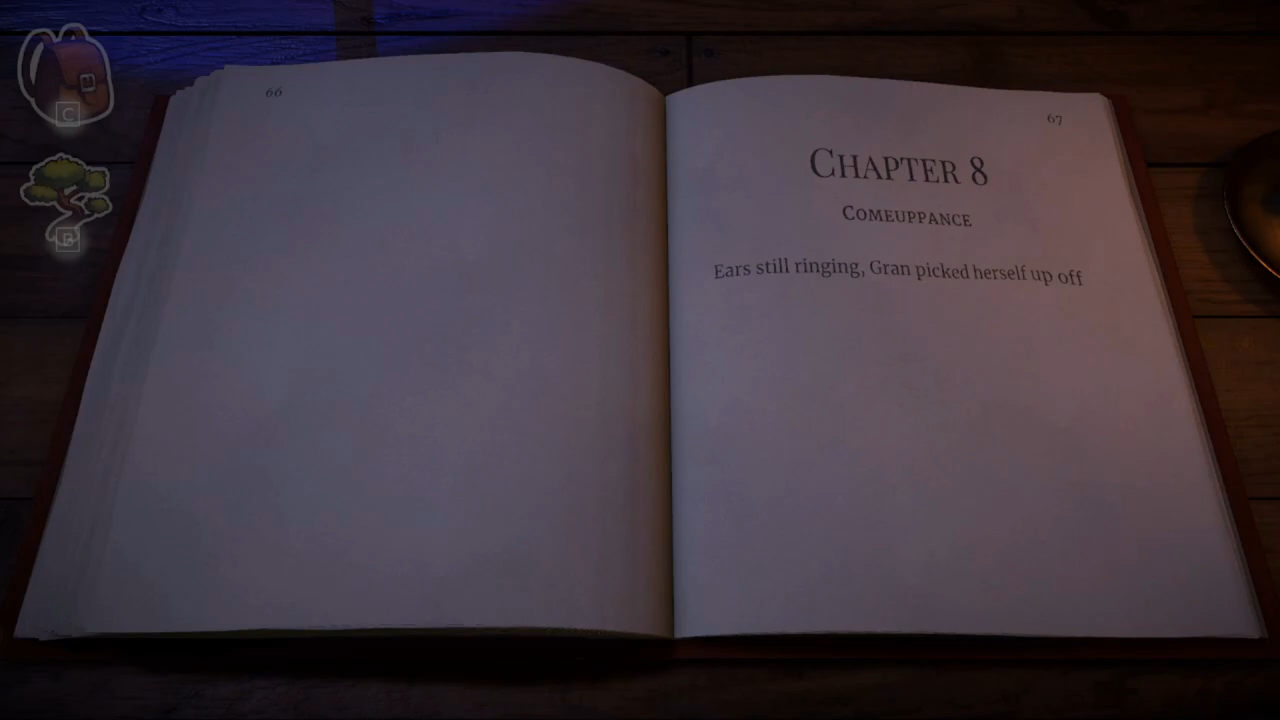 C
B
66
67
Chapter 8
Comeuppance
Ears still ringing, Gran picked herself up off